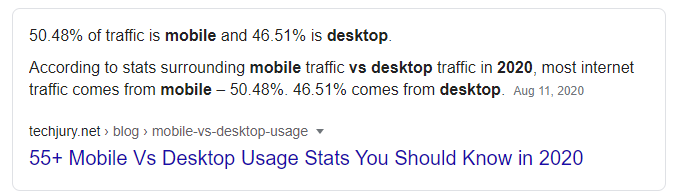 50.48% of traffic is mobile and 46.51% is desktop.
According to stats surrounding mobile traffic vs desktop traffic in 2020, most internet
traffic comes from mobile – 50.48%. 46.51% comes from desktop. Aug 11, 2020
techjury.net › blog › mobile-vs-desktop-usage
55+ Mobile Vs Desktop Usage Stats You Should Know in 2020